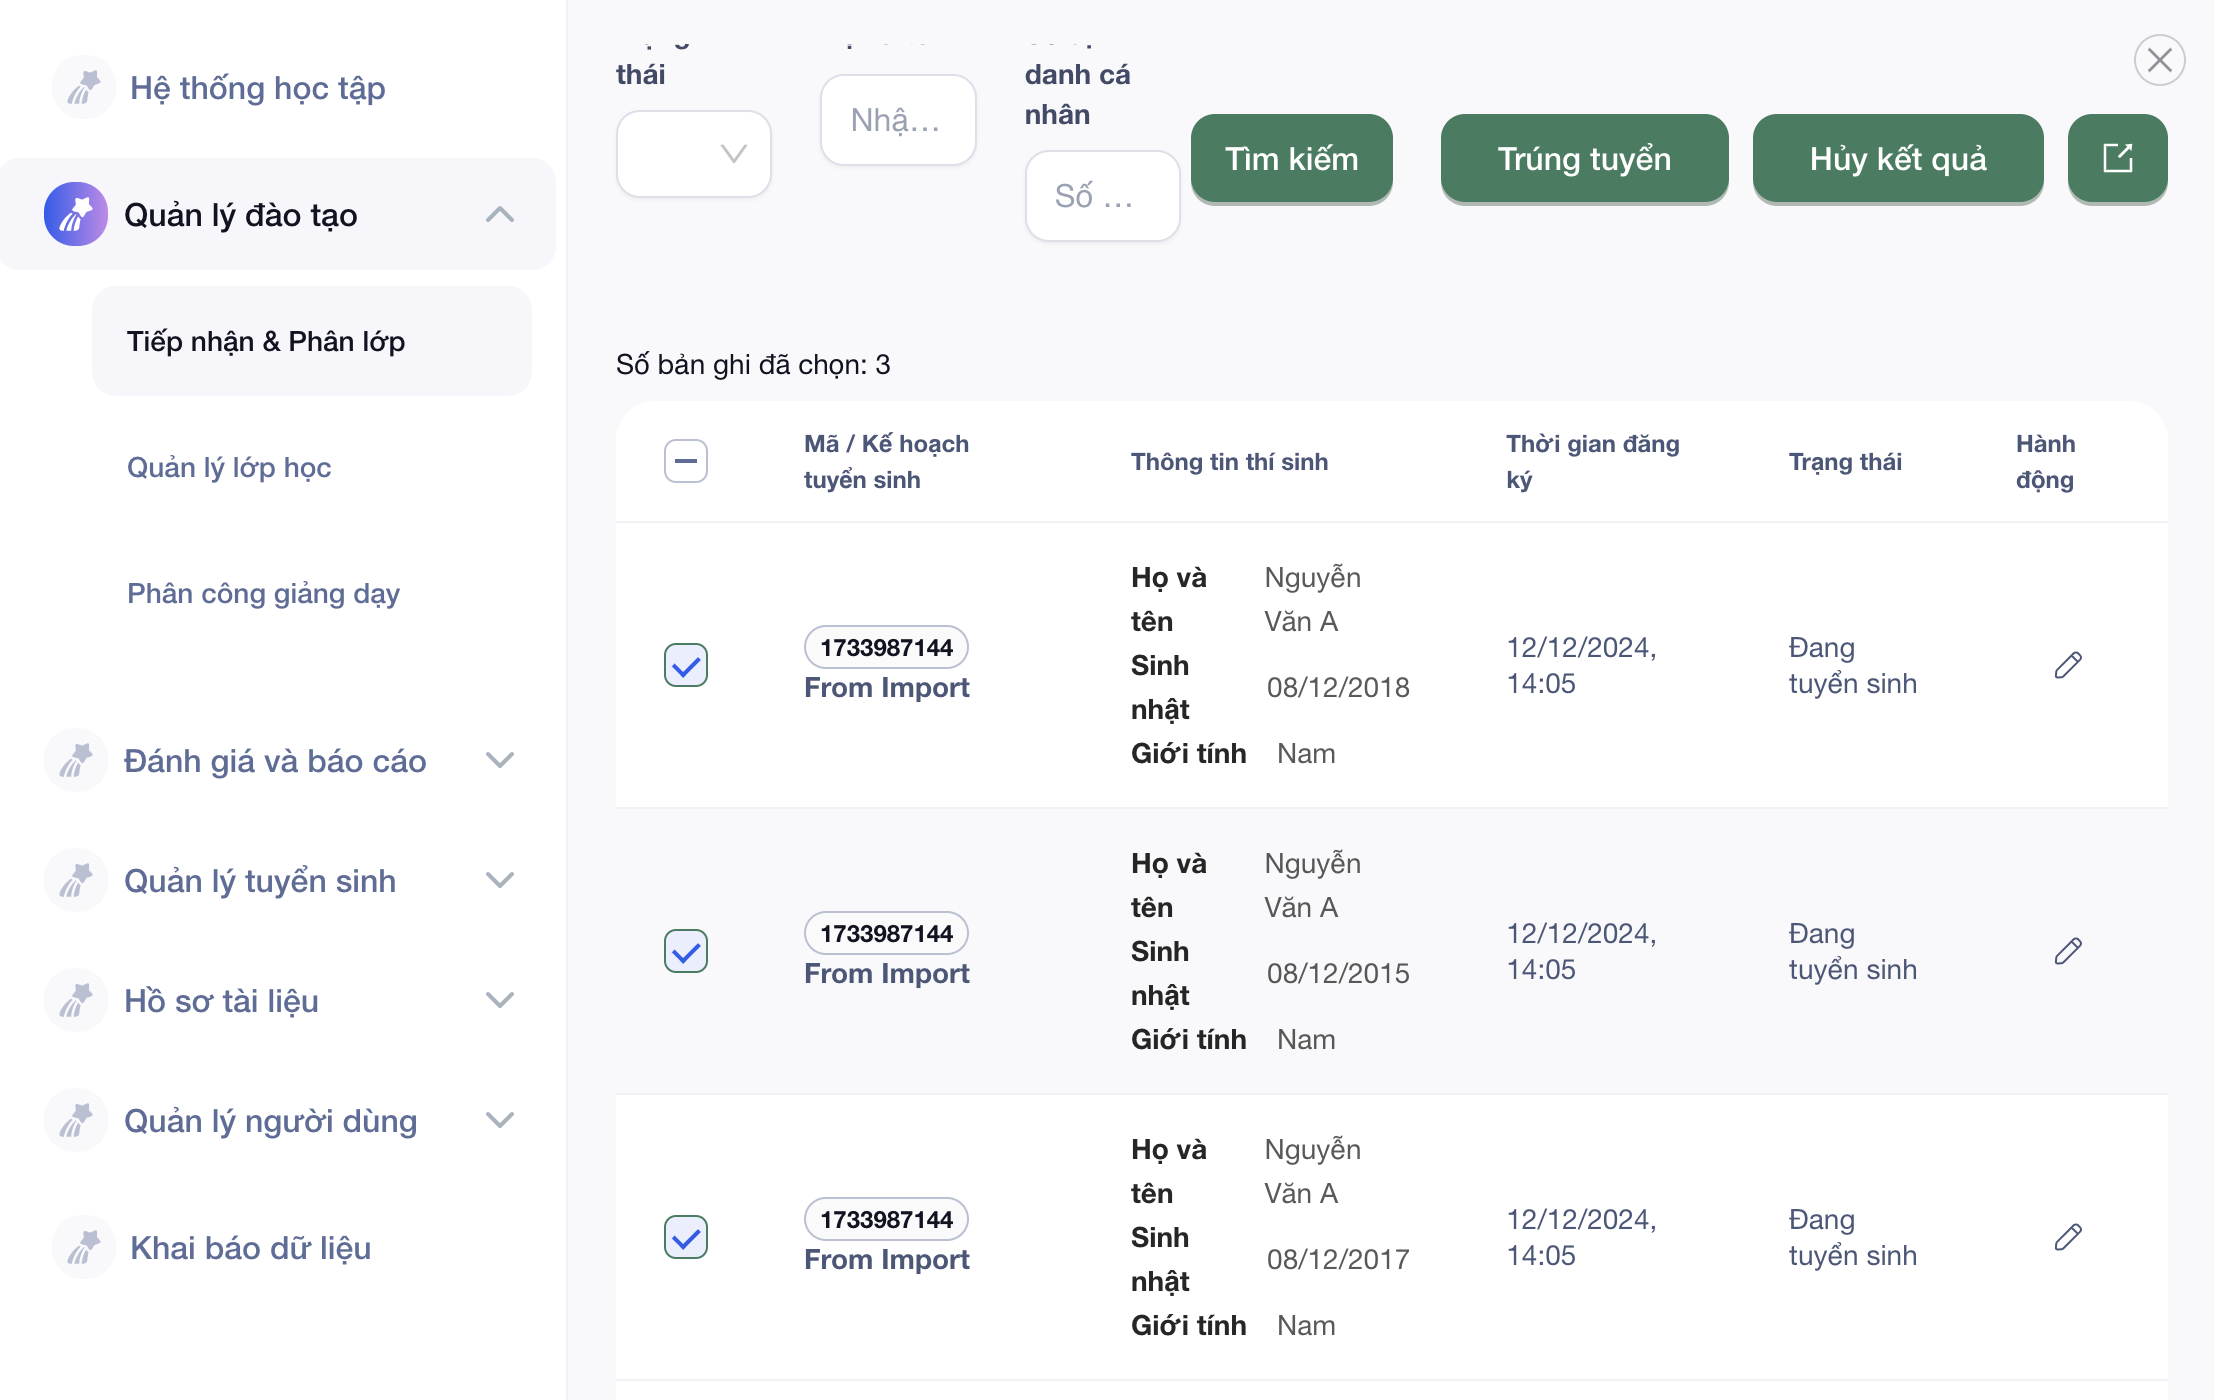 Hệ thống học tập
Quản lý đào tạo
Tiếp nhận & Phân lớp
Quản lý lớp học
Phân công giảng dạy
Đánh giá và báo cáo
Quản lý tuyển sinh
Hồ sơ tài liệu
Quản lý người dùng
Khai báo dữ liệu
thái
Nhậ...
danh cá
nhân
Số ...
Tìm kiếm
Trúng tuyển
Hủy kết quả
Số bản ghi đã chọn: 3
Mã / Kế hoạch
tuyển sinh
Thông tin thí sinh
Thời gian đăng
ký
Trạng thái
Hành
động
1733987144
From Import
Họ và
tên
Nguyễn
Văn A
Sinh
nhật
08/12/2018
Giới tính
Nam
12/12/2024,
14:05
Đang
tuyển sinh
1733987144
From Import
Họ và
tên
Nguyễn
Văn A
Sinh
nhật
08/12/2015
Giới tính
Nam
12/12/2024,
14:05
Đang
tuyển sinh
1733987144
From Import
Họ và
tên
Nguyễn
Văn A
Sinh
nhật
08/12/2017
Giới tính
Nam
12/12/2024,
14:05
Đang
tuyển sinh